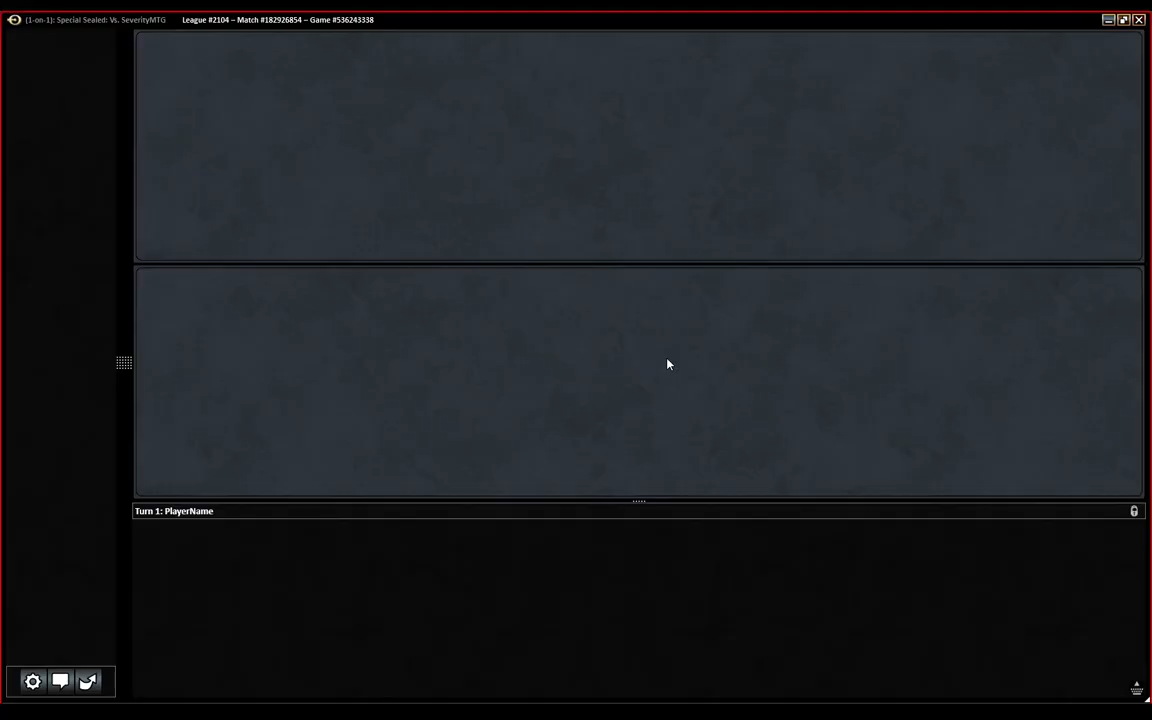 (1-on-1): Special Sealed: Vs. SeverityMTG League #2104 – Match #182926854 – Game #536243338
Turn 1: PlayerName